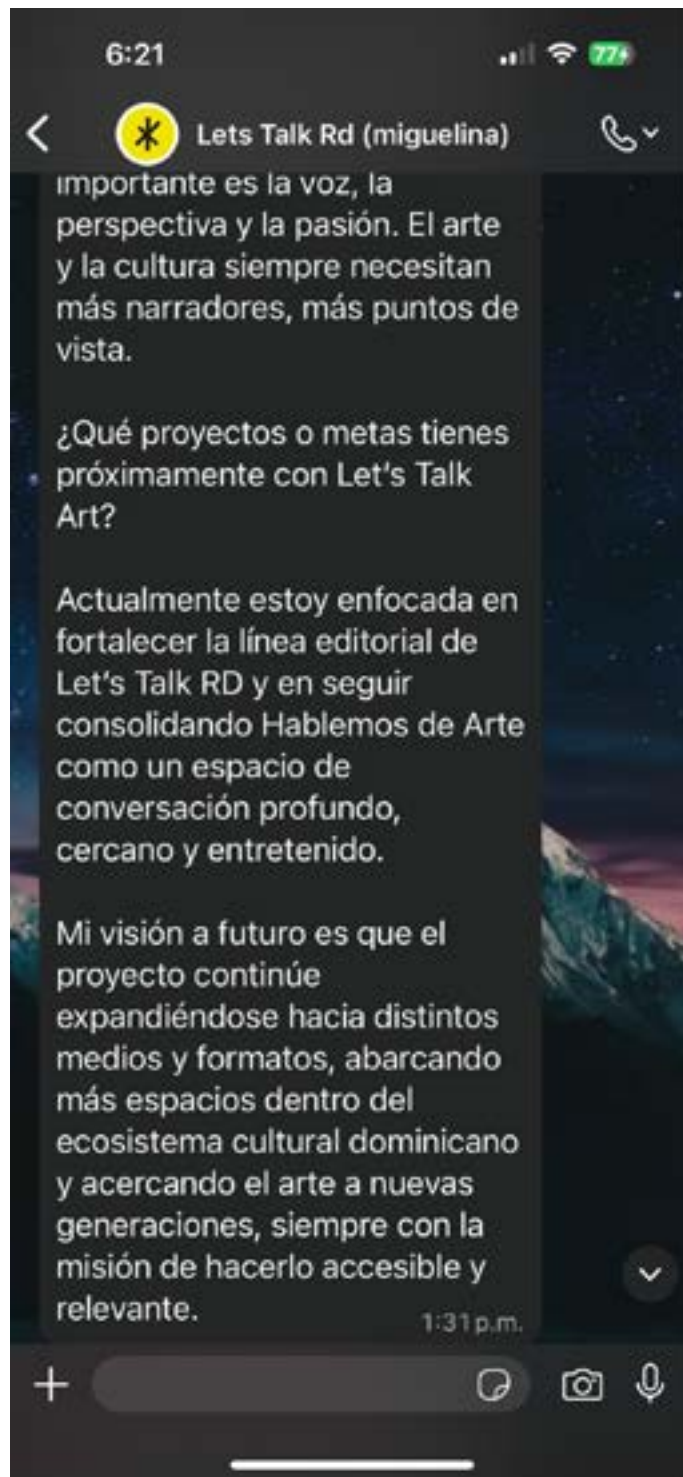 6:21
77
Lets Talk Rd (miguelina)
importante es la voz, la
perspectiva y la pasión. El arte
y la cultura siempre necesitan
más narradores, más puntos de
vista.
¿Qué proyectos o metas tienes
próximamente con Let's Talk
Art?
Actualmente estoy enfocada en
fortalecer la línea editorial de
Let's Talk RD y en seguir
consolidando Hablemos de Arte
como un espacio de
conversación profundo,
cercano y entretenido.
Mi visión a futuro es que el
proyecto continúe
expandiéndose hacia distintos
medios y formatos, abarcando
más espacios dentro del
ecosistema cultural dominicano
y acercando el arte a nuevas
generaciones, siempre con la
misión de hacerlo accesible y
relevante.
1:31 p.m.